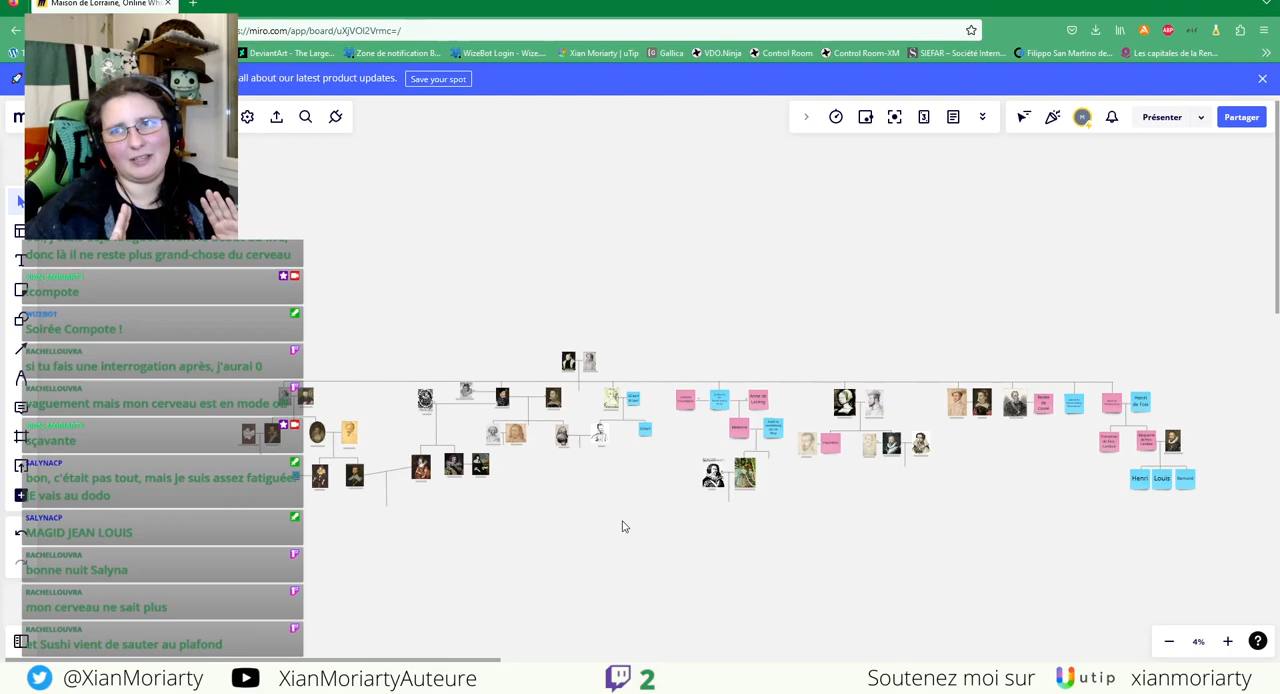 Maison de Lorraine, Online Wh
s://miro.com/app/board/uXjVOl2Vrmc=/
DeviantArt - The Large...
Zone de notification B...
WizeBot Login - Wize...
Xian Moriarty | uTip
Gallica
VDO.Ninja
Control Room
Control Room-XM
SIEFAR – Société Intern...
Filippo San Martino de...
Les capitales de la Ren...
all about our latest product updates.
Save your spot
Présenter
Partager
donc là il ne reste plus grand-chose du cerveau
compote
WIZEBOT
Soirée Compote !
RACHELLOUVRA
si tu fais une interrogation après, j'aurai 0
RACHELLOUVRA
vaguement mais mon cerveau est en mode off
sçavante
SALYNACP
bon, c'était pas tout, mais je suis assez fatiguée.
JE vais au dodo
SALYNACP
MAGID JEAN LOUIS
RACHELLOUVRA
bonne nuit Salyna
RACHELLOUVRA
mon cerveau ne sait plus
RACHELLOUVRA
et Sushi vient de sauter au plafond
Henri
de Foix
Henri
Louis
Bernard
4%
@XianMoriarty
XianMoriartyAuteure
2
Soutenez moi sur
utip
xianmoriarty